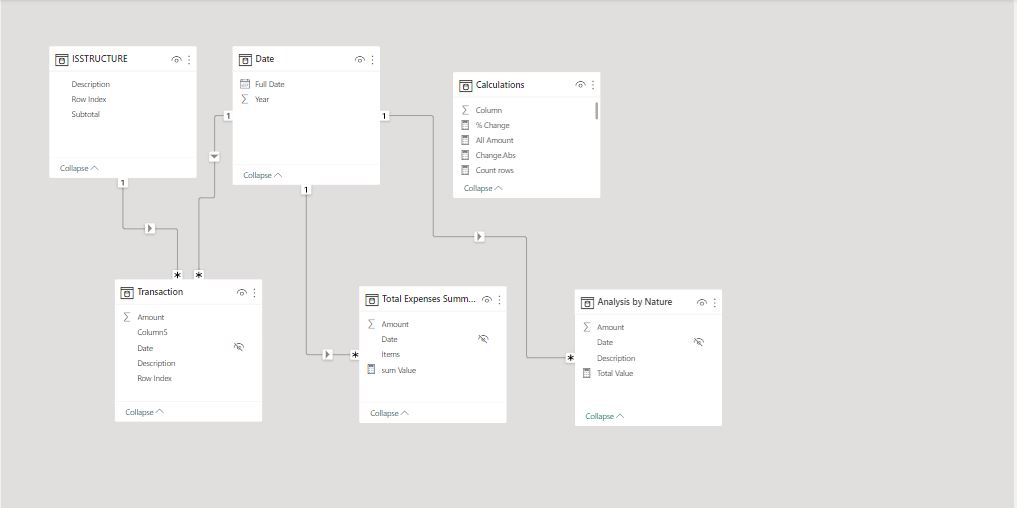 ISSTRUCTURE
Description
Row Index
Subtotal
Collapse
1
Date
Full Date
Year
Collapse
1
1
1
Calculations
Column
% Change
All Amount
Change.Abs
Count rows
Collapse
*
*
Transaction
Amount
Column5
Date
Description
Row Index
Collapse
Total Expenses Summ...
Amount
Date
Items
sum Value
Collapse
*
Analysis by Nature
Amount
Date
Description
Total Value
Collapse
*